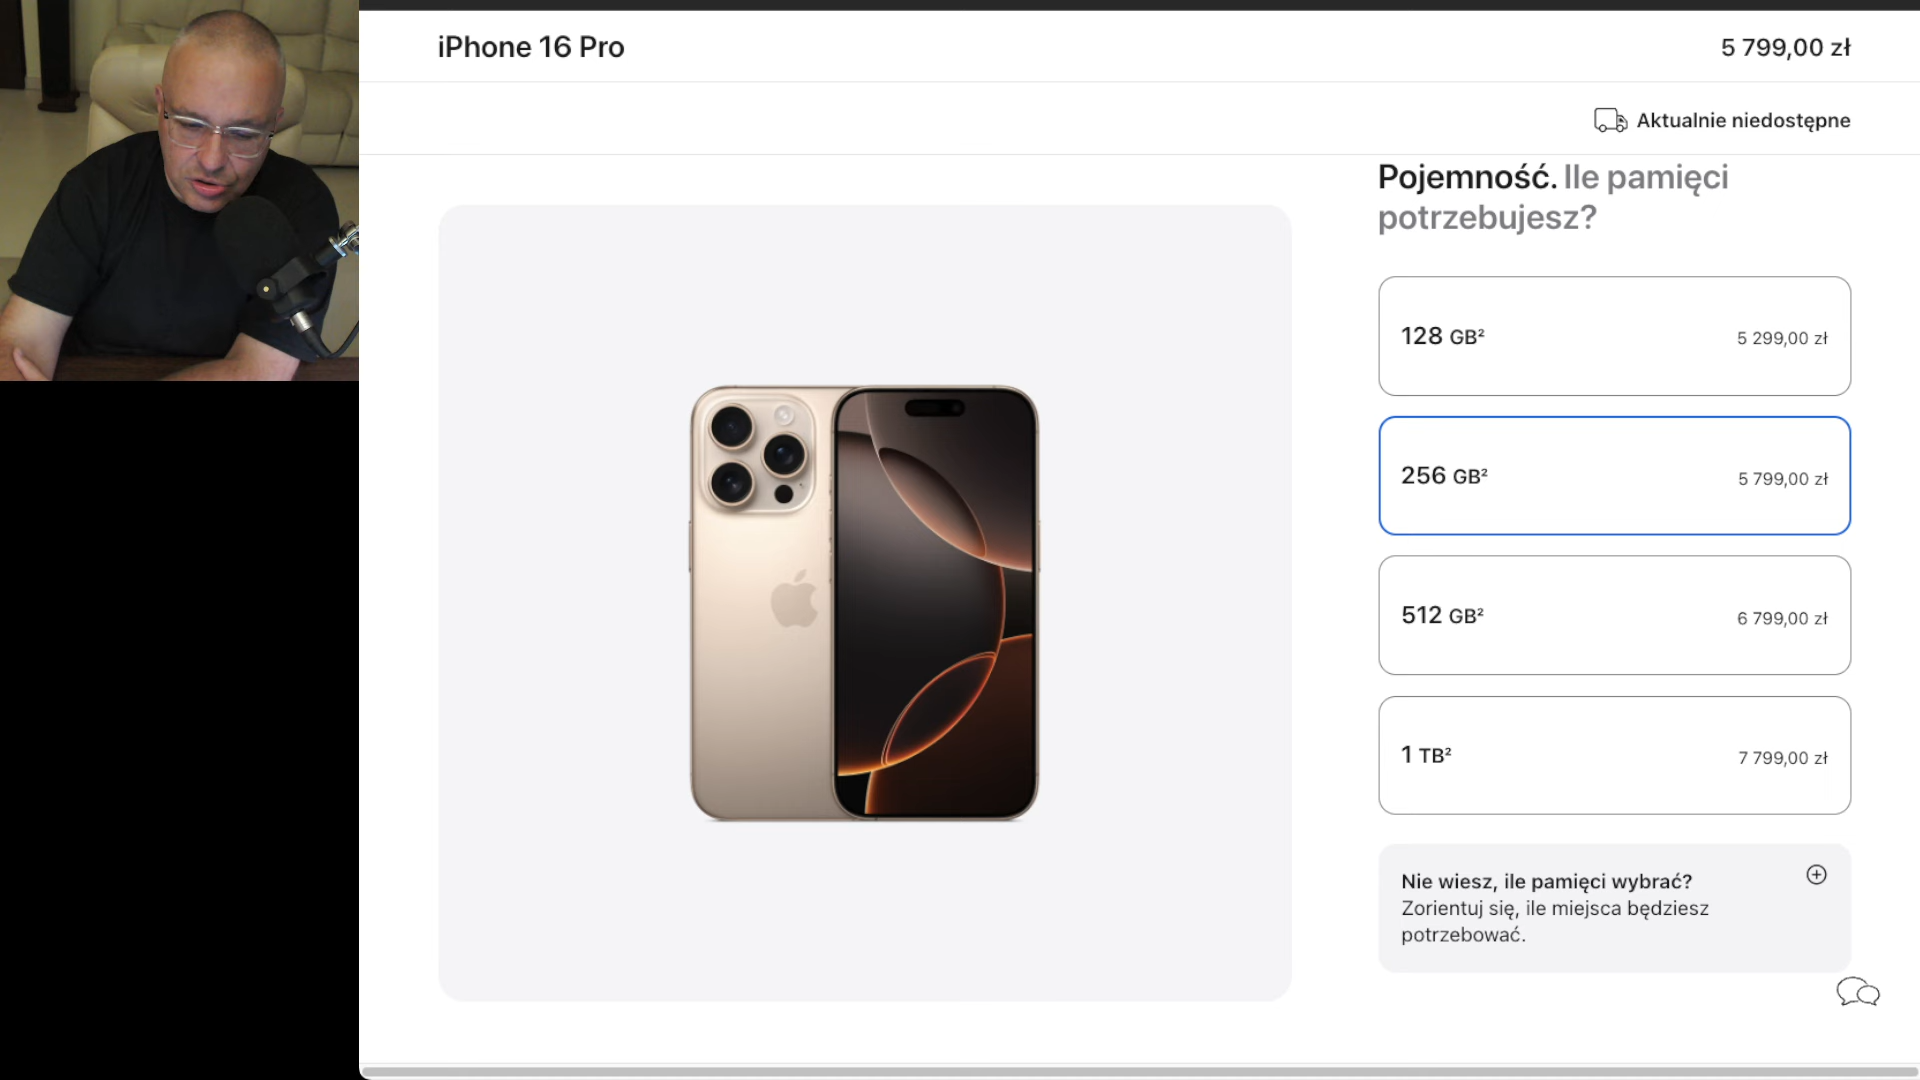 iPhone 16 Pro
5 799,00 zł
Aktualnie niedostępne
Pojemność. Ile pamięci
potrzebujesz?
128 GB²
5 299,00 zł
256 GB²
5 799,00 zł
512 GB²
6 799,00 zł
1 TB²
7 799,00 zł
Nie wiesz, ile pamięci wybrać?
Zorientuj się, ile miejsca będziesz
potrzebować.